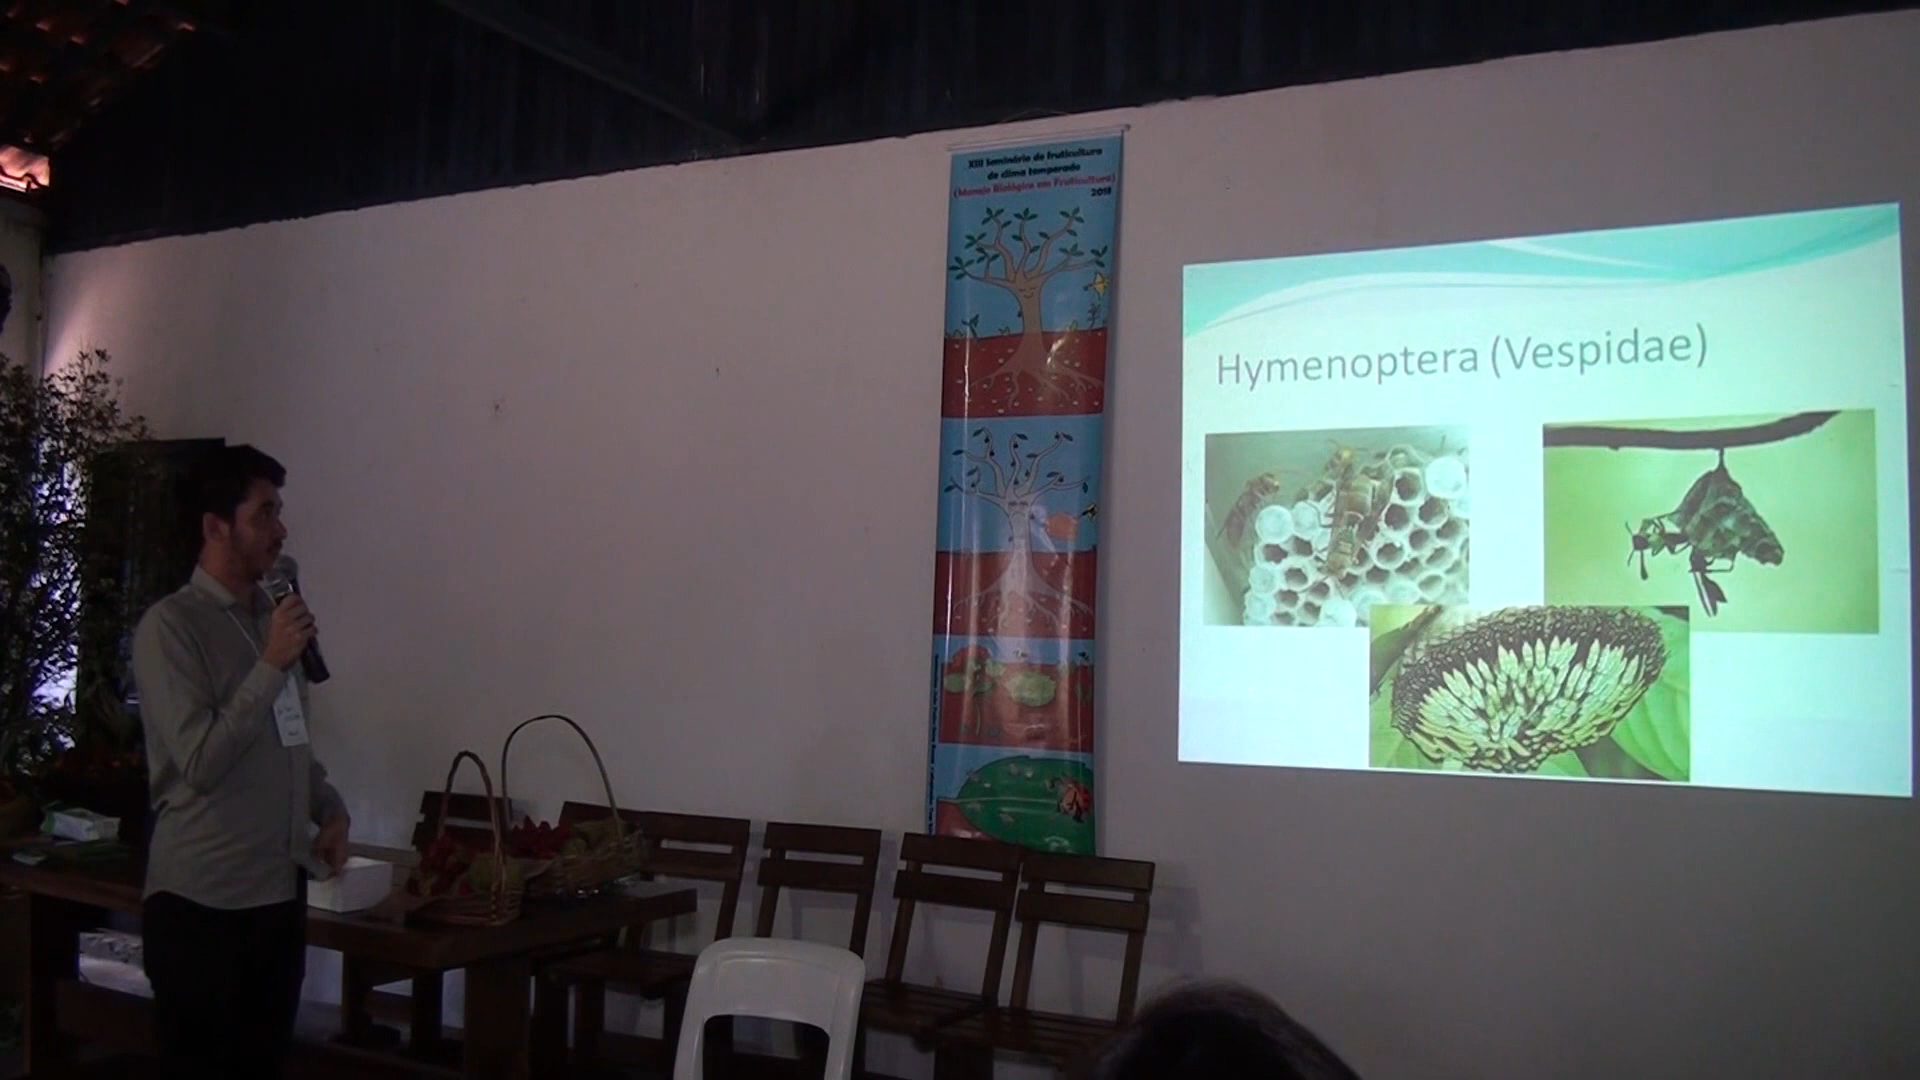 XIII Seminário de fruticultura
de clima temperado
(Manejo Biológico em Fruticultura)
2018
Hymenoptera (Vespidae)